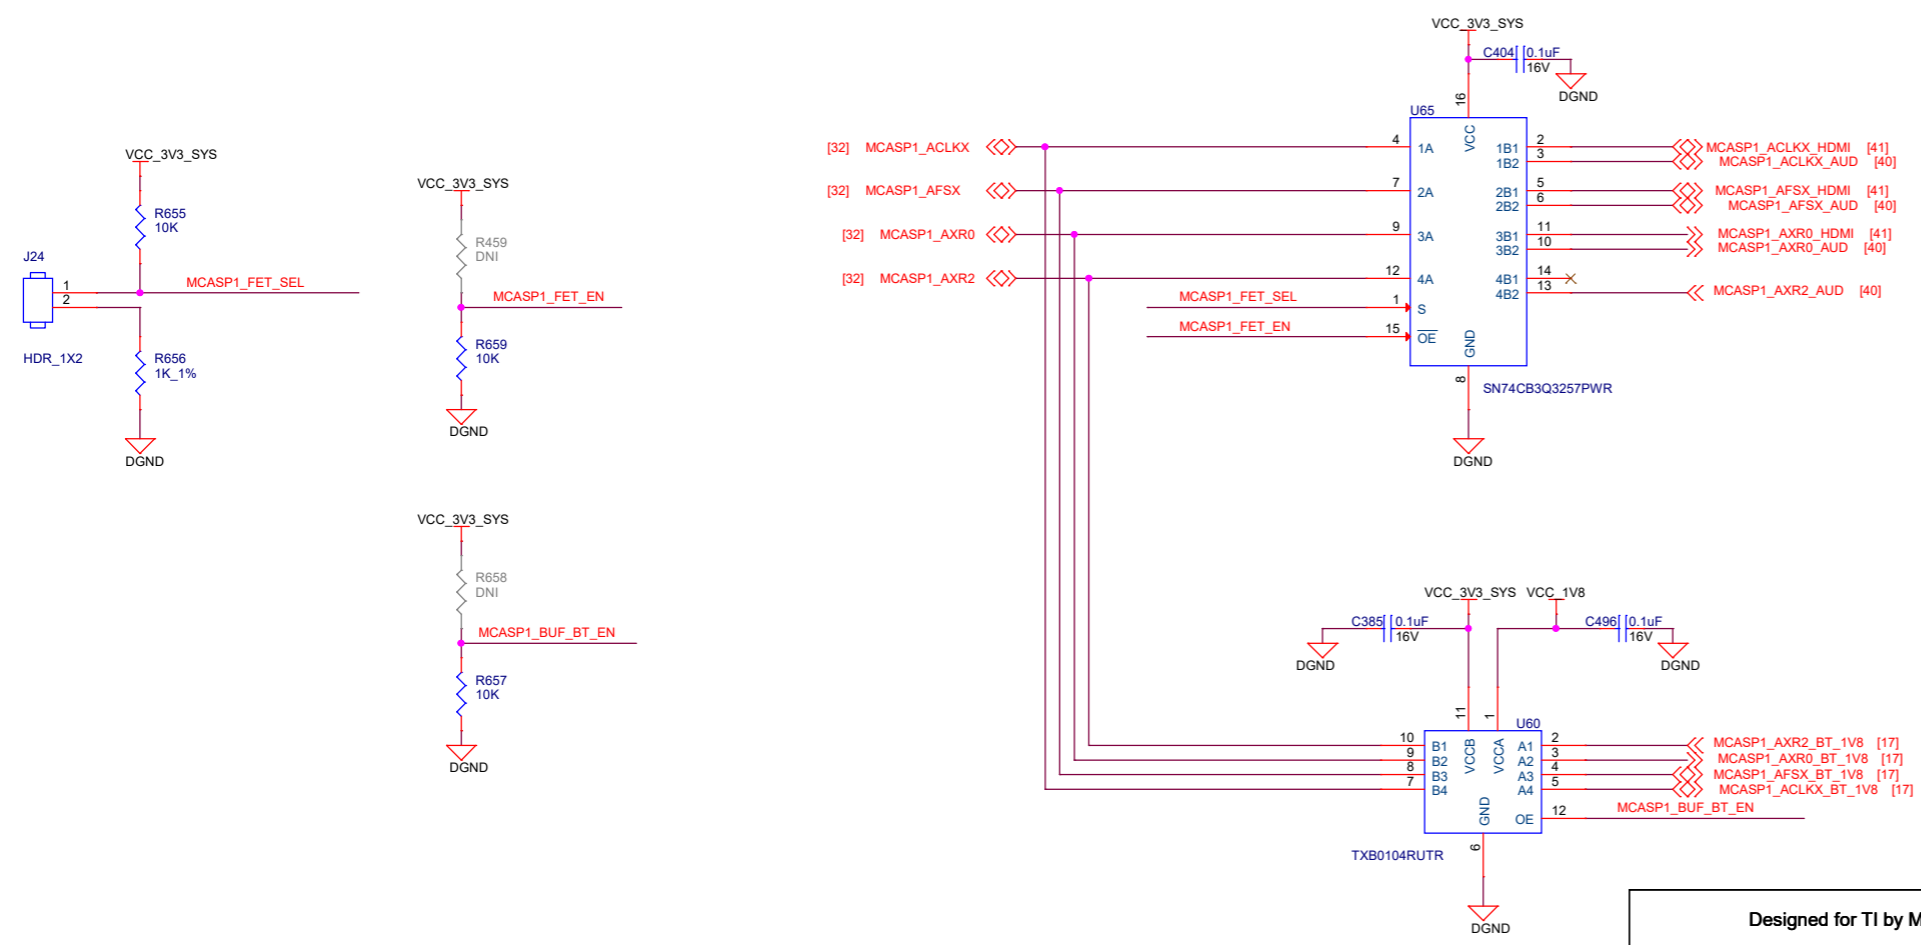 VCC_3V3_SYS
R655
10K
J24
1
2
MCASP1_FET_SEL
HDR_1X2
R656
1K_1%
DGND
VCC_3V3_SYS
R459
DNI
MCASP1_FET_EN
R659
10K
DGND
VCC_3V3_SYS
R658
DNI
MCASP1_BUF_BT_EN
R657
10K
DGND
VCC_3V3_SYS
C404 0.1uF
16V
DGND
16
U65
VCC
[32] MCASP1_ACLKX 4 1A 1B1 2 MCASP1_ACLKX_HDMI [41]
1B2 3 MCASP1_ACLKX_AUD [40]
[32] MCASP1_AFSX 7 2A 2B1 5 MCASP1_AFSX_HDMI [41]
2B2 6 MCASP1_AFSX_AUD [40]
[32] MCASP1_AXR0 9 3A 3B1 11 MCASP1_AXR0_HDMI [41]
3B2 10 MCASP1_AXR0_AUD [40]
[32] MCASP1_AXR2 12 4A 4B1 14
4B2 13 MCASP1_AXR2_AUD [40]
MCASP1_FET_SEL 1 S
MCASP1_FET_EN 15 OE
GND
8
SN74CB3Q3257PWR
DGND
VCC_3V3_SYS VCC_1V8
C385 0.1uF
16V
DGND
C496 0.1uF
16V
DGND
11 1
U60
VCCB VCCA
10 B1 A1 2 MCASP1_AXR2_BT_1V8 [17]
9 B2 A2 3 MCASP1_AXR0_BT_1V8 [17]
8 B3 A3 4 MCASP1_AFSX_BT_1V8 [17]
7 B4 A4 5 MCASP1_ACLKX_BT_1V8 [17]
GND OE 12 MCASP1_BUF_BT_EN
6
TXB0104RUTR
DGND
Designed for TI by M